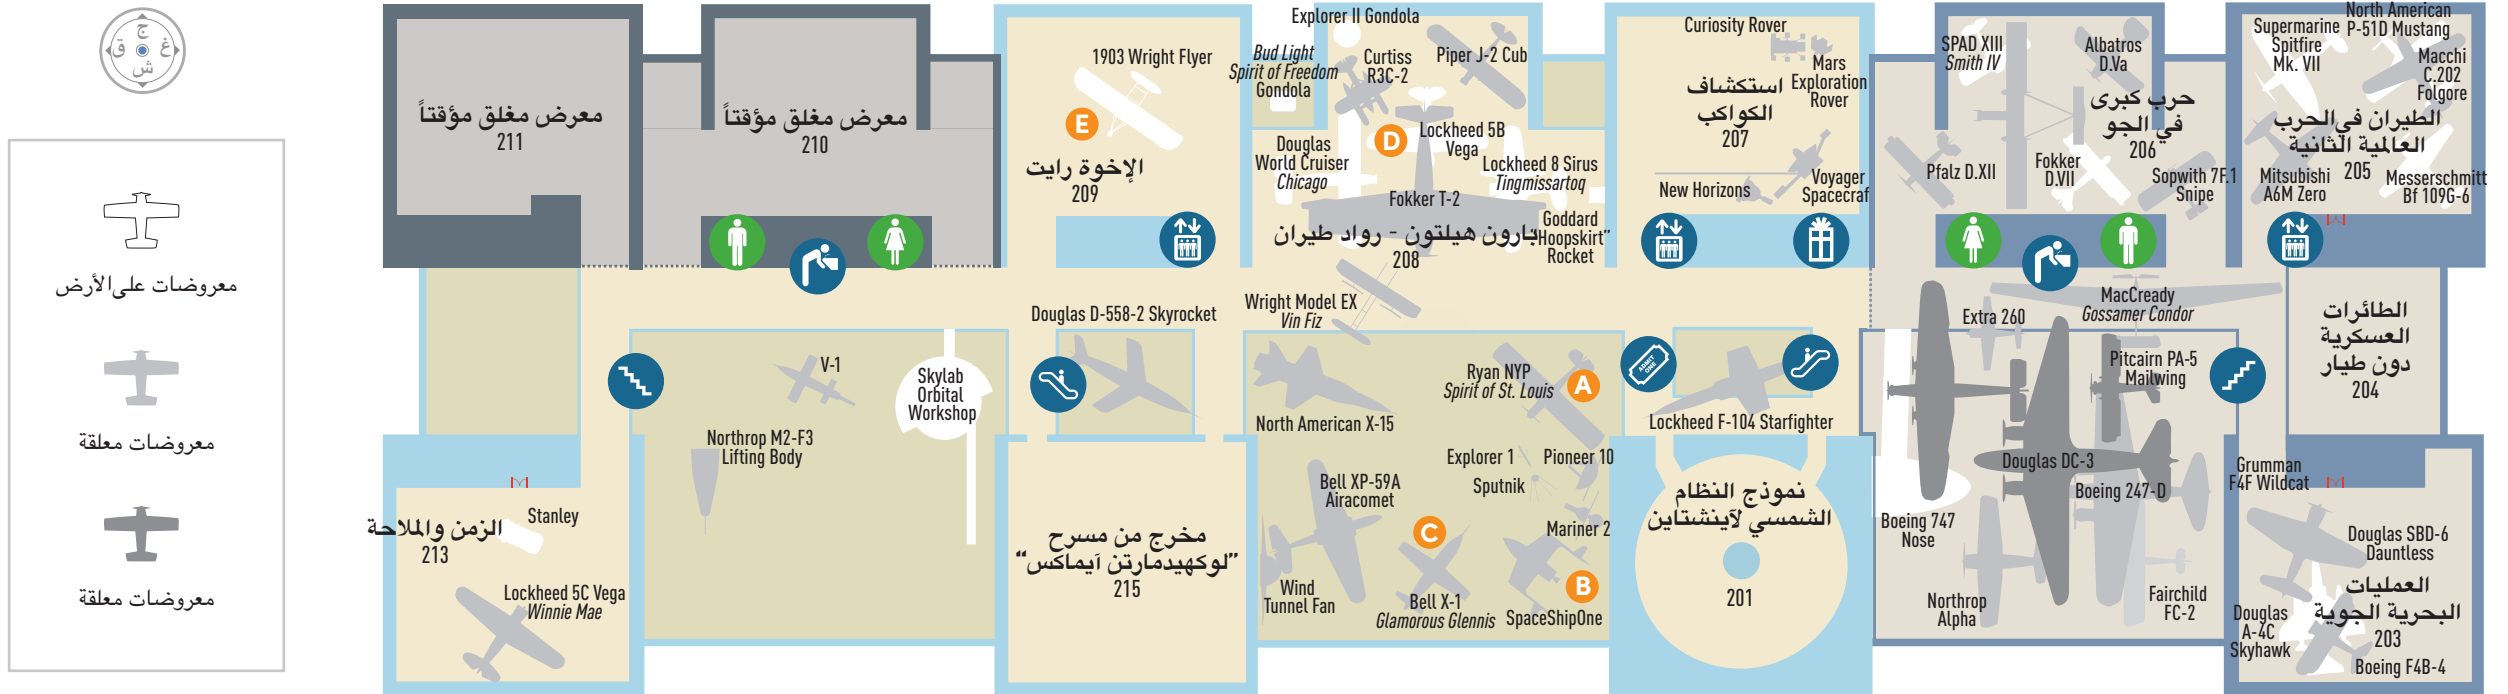 ج
ق
غ
ش
معروضات على الأرض
معروضات معلقة
معروضات معلقة
معرض مغلق مؤقتاً
211
معرض مغلق مؤقتاً
210
1903 Wright Flyer
E
الإخوة رايت
209
Explorer II Gondola
Bud Light
Spirit of Freedom
Gondola
Curtiss
R3C-2
Piper J-2 Cub
D
Lockheed 5B
Vega
Douglas
World Cruiser
Chicago
Lockheed 8 Sirus
Tingmissartoq
Fokker T-2
Goddard
"Hoopskirt"
Rocket
بارون هيلتون - رواد طيران
208
Wright Model EX
Vin Fiz
Curiosity Rover
Mars
Exploration
Rover
استكشاف
الكواكب
207
New Horizons
Voyager
Spacecraf
SPAD XIII
Smith IV
Albatros
D.Va
حرب كبرى
في الجو
206
Pfalz D.XII
Fokker
D.VII
Sopwith 7F.1
Snipe
Supermarine
Spitfire
Mk. VII
North American
P-51D Mustang
Macchi
C.202
Folgore
الطيران في الحرب
العالمية الثانية
205
Mitsubishi
A6M Zero
Messerschmitt
Bf 109G-6
Douglas D-558-2 Skyrocket
V-1
Skylab
Orbital
Workshop
Northrop M2-F3
Lifting Body
Stanley
الزمن والملاحة
213
Lockheed 5C Vega
Winnie Mae
مخرج من مسرح
“لوكهيدمارتن آيماكس”
215
North American X-15
Ryan NYP
Spirit of St. Louis
A
Explorer 1
Pioneer 10
Sputnik
Bell XP-59A
Airacomet
C
Mariner 2
Wind
Tunnel Fan
Bell X-1
Glamorous Glennis
B
SpaceShipOne
ADMIT
ONE
Lockheed F-104 Starfighter
نموذج النظام
الشمسي لآينشتاين
201
MacCready
Gossamer Condor
Extra 260
Pitcairn PA-5
Mailwing
Douglas DC-3
Boeing 247-D
Boeing 747
Nose
Northrop
Alpha
Fairchild
FC-2
الطائرات
العسكرية
دون طيار
204
Grumman
F4F Wildcat
Douglas SBD-6
Dauntless
العمليات
البحرية الجوية
203
Douglas
A-4C
Skyhawk
Boeing F4B-4